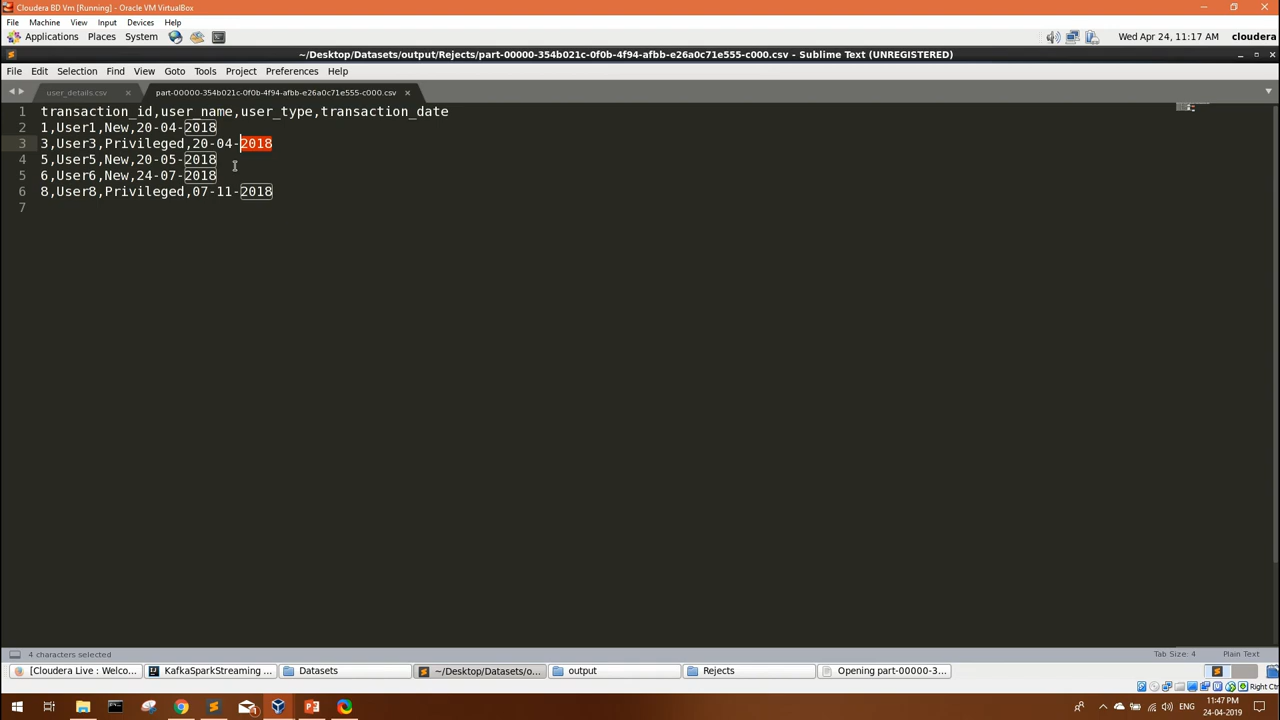 Cloudera BD Vm [Running] - Oracle VM VirtualBox
File Machine View Input Devices Help
Applications Places System Wed Apr 24, 11:17 AM cloudera
~/Desktop/Datasets/output/Rejects/part-00000-354b021c-0f0b-4f94-afbb-e26a0c71e555-c000.csv - Sublime Text (UNREGISTERED)
File Edit Selection Find View Goto Tools Project Preferences Help
user_details.csv part-00000-354b021c-0f0b-4f94-afbb-e26a0c71e555-c000.csv
1 transaction_id,user_name,user_type,transaction_date
2 1,User1,New,20-04-2018
3 3,User3,Privileged,20-04-2018
4 5,User5,New,20-05-2018
5 6,User6,New,24-07-2018
6 8,User8,Privileged,07-11-2018
7
4 characters selected Tab Size: 4 Plain Text
[Cloudera Live : Welco... KafkaSparkStreaming ... Datasets ~/Desktop/Datasets/o... output Rejects Opening part-00000-3...
Right Ctrl
ENG 11:47 PM
24-04-2019